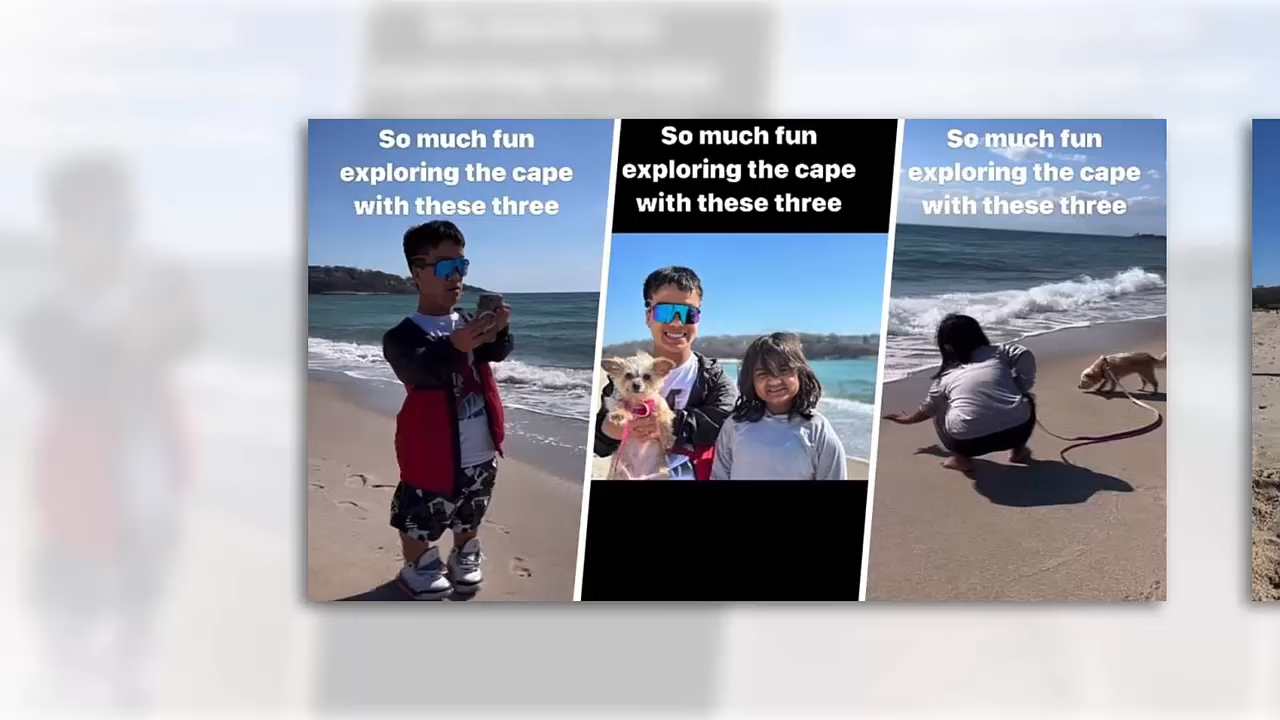 So much fun
exploring the cape
with these three
So much fun
exploring the cape
with these three
So much fun
exploring the cape
with these three